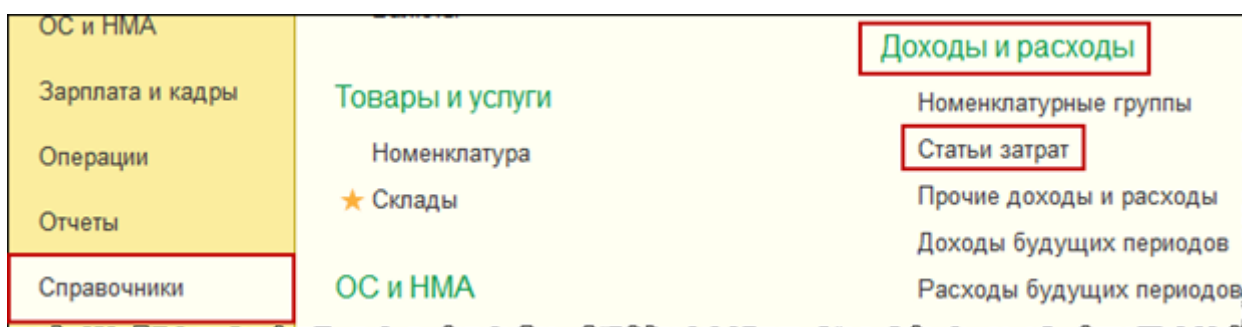 ОС и НМА
Зарплата и кадры
Операции
Отчеты
Справочники
Товары и услуги
Номенклатура
Склады
ОС и НМА
Доходы и расходы
Номенклатурные группы
Статьи затрат
Прочие доходы и расходы
Доходы будущих периодов
Расходы будущих периодов